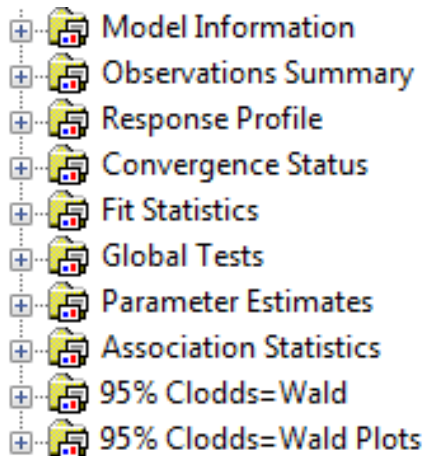 Model Information
Observations Summary
Response Profile
Convergence Status
Fit Statistics
Global Tests
Parameter Estimates
Association Statistics
95% Clodds=Wald
95% Clodds=Wald Plots